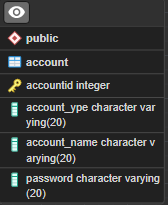 public
account
accountid integer
account_ype character var
ying(20)
account_name character v
arying(20)
password character varying
(20)